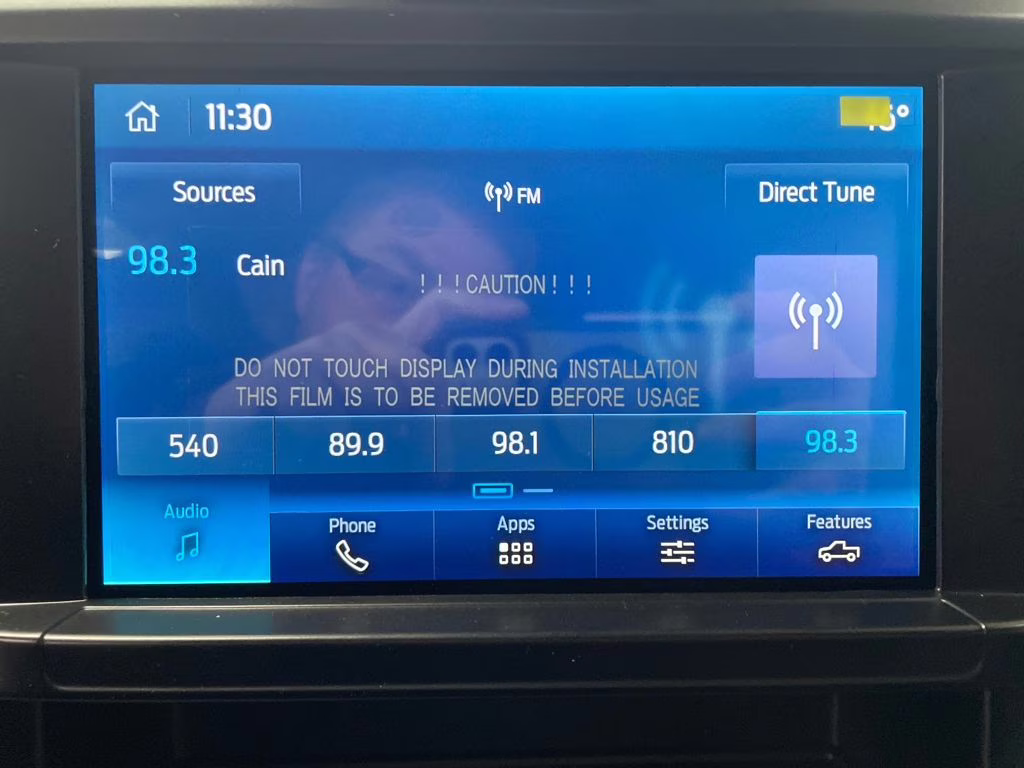 11:30
Sources
FM
Direct Tune
98.3
Cain
! ! ! CAUTION ! ! !
DO NOT TOUCH DISPLAY DURING INSTALLATION
THIS FILM IS TO BE REMOVED BEFORE USAGE
540 89.9 98.1 810 98.3
Audio Phone Apps Settings Features